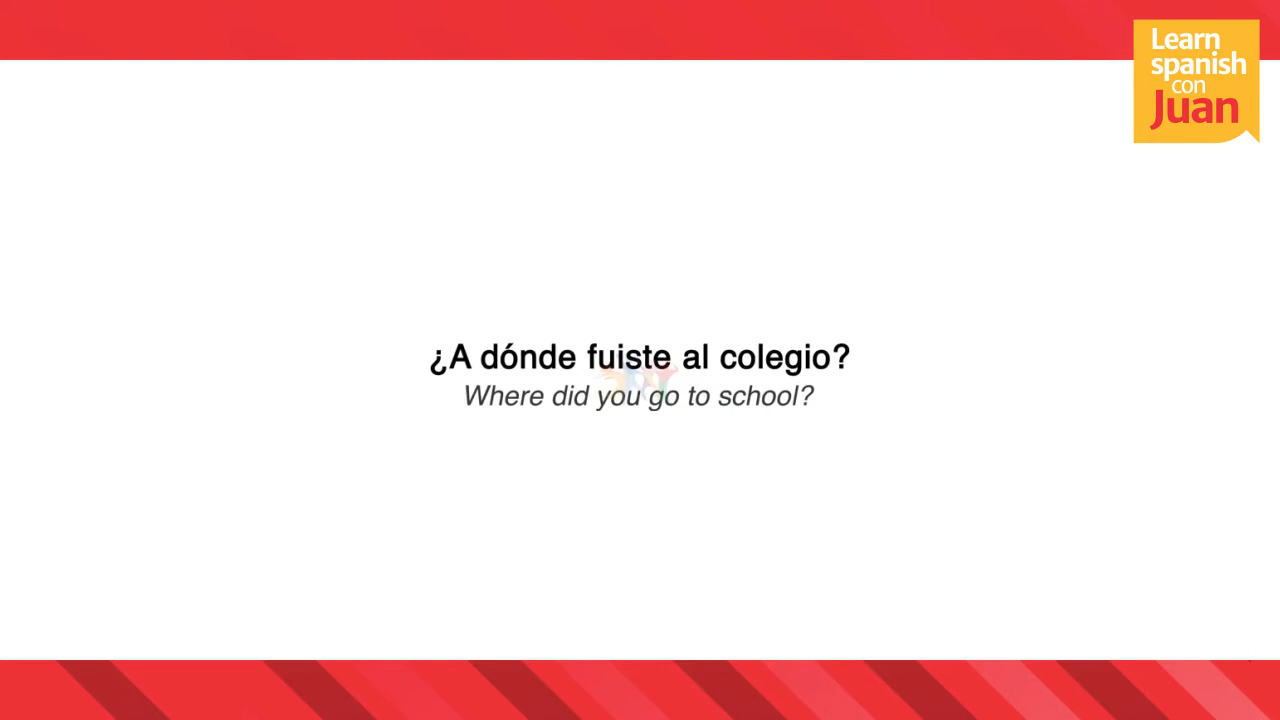 Learn
spanish
con
Juan
¿A dónde fuiste al colegio?
Where did you go to school?